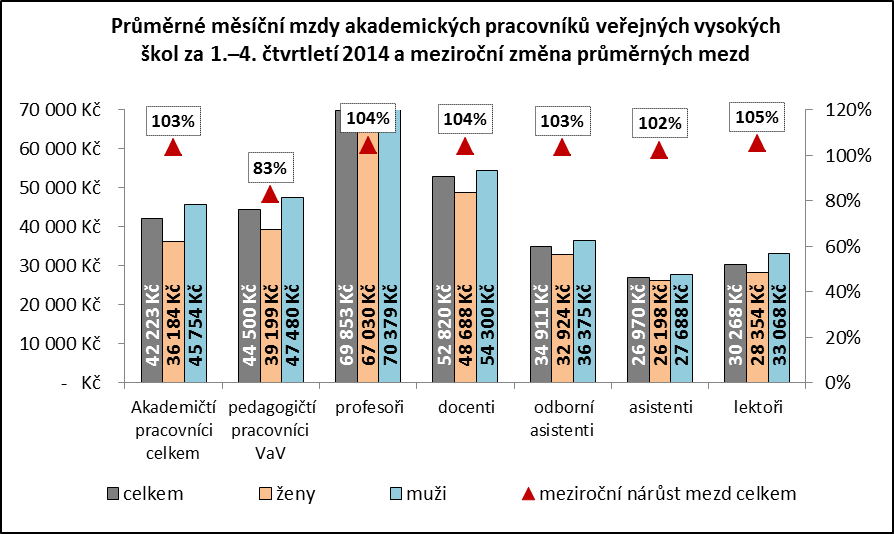 Průměrné měsíční mzdy akademických pracovníků veřejných vysokých
škol za 1.–4. čtvrtletí 2014 a meziroční změna průměrných mezd
70 000 Kč
60 000 Kč
50 000 Kč
40 000 Kč
30 000 Kč
20 000 Kč
10 000 Kč
- Kč
103%
83%
104%
104%
103%
102%
105%
42 223 Kč
36 184 Kč
45 754 Kč
44 500 Kč
39 199 Kč
47 480 Kč
69 853 Kč
67 030 Kč
70 379 Kč
52 820 Kč
48 688 Kč
54 300 Kč
34 911 Kč
32 924 Kč
36 375 Kč
26 970 Kč
26 198 Kč
27 688 Kč
30 268 Kč
28 354 Kč
33 068 Kč
120%
100%
80%
60%
40%
20%
0%
Akademičtí
pracovníci
celkem
pedagogičtí
pracovníci
VaV
profesoři
docenti
odborní
asistenti
asistenti
lektoři
celkem
ženy
muži
meziroční nárůst mezd celkem